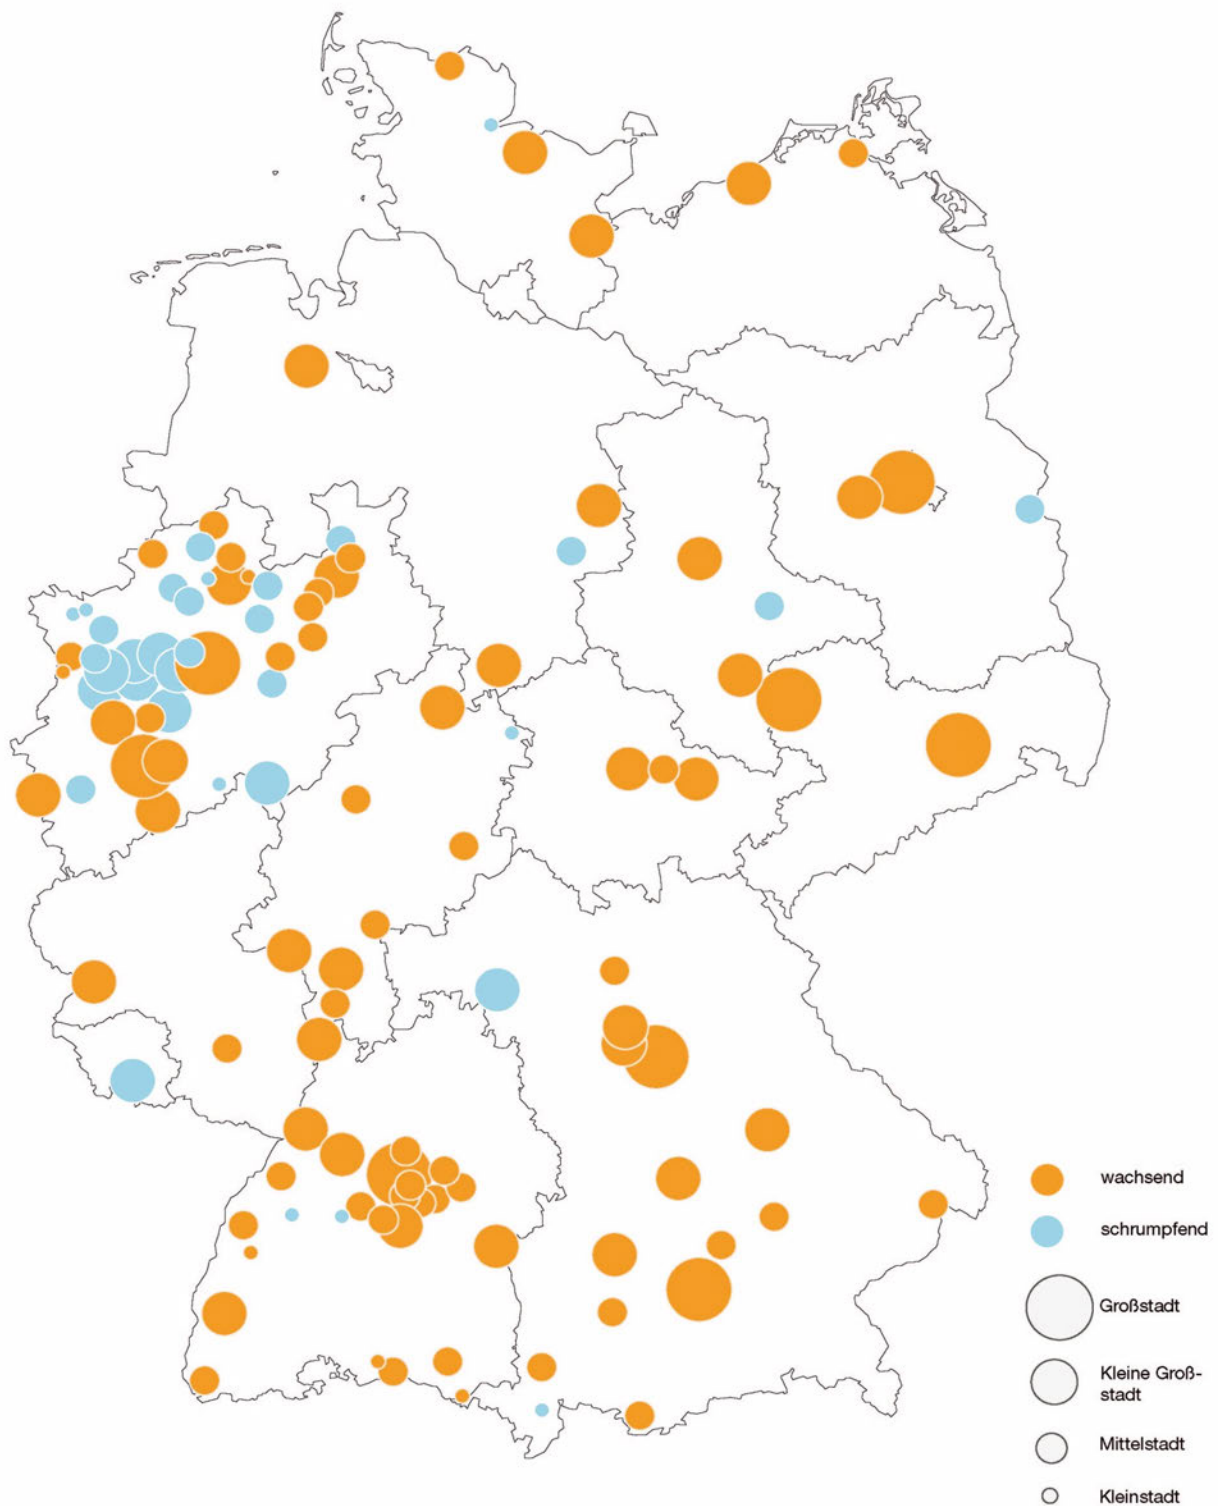 wachsend
schrumpfend
Großstadt
Kleine Groß-
stadt
Mittelstadt
Kleinstadt